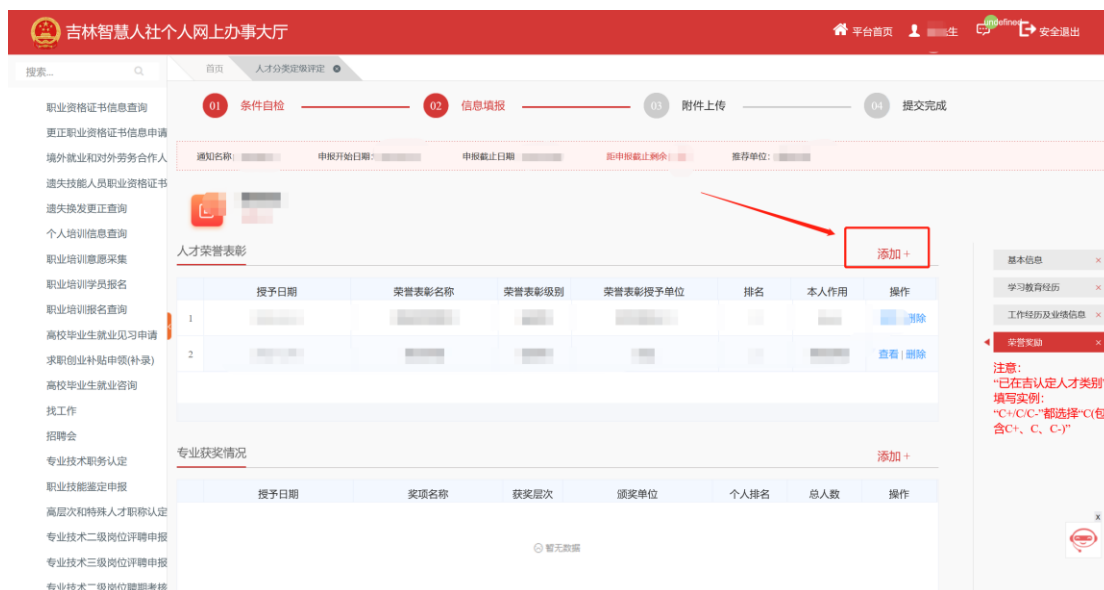 吉林智慧人社个人网上办事大厅
平台首页
生
undefined
安全退出
搜索...
首页
人才分类定级评定
职业资格证书信息查询
更正职业资格证书信息申请
境外就业和对外劳务合作人
遗失技能人员职业资格证书
遗失换发更正查询
个人培训信息查询
职业培训意愿采集
职业培训学员报名
职业培训报名查询
高校毕业生就业见习申请
求职创业补贴申领(补录)
高校毕业生就业咨询
找工作
招聘会
专业技术职务认定
职业技能鉴定申报
高层次和特殊人才职称认定
专业技术二级岗位评聘申报
专业技术三级岗位评聘申报
专业技术二级岗位聘期考核
01 条件自检
02 信息填报
03 附件上传
04 提交完成
通知名称:
申报开始日期:
申报截止日期
距申报截止剩余
推荐单位:
人才荣誉表彰
添加 +
授予日期 荣誉表彰名称 荣誉表彰级别 荣誉表彰授予单位 排名 本人作用 操作
1 删除
2 查看 | 删除
专业获奖情况
添加 +
授予日期 奖项名称 获奖层次 颁奖单位 个人排名 总人数 操作
暂无数据
基本信息 ×
学习教育经历 ×
工作经历及业绩信息 ×
荣誉奖励 ×
注意：
“已在吉认定人才类别”
填写实例：
“C+/C/C-”都选择“C(包
含C+、C、C-)”
x